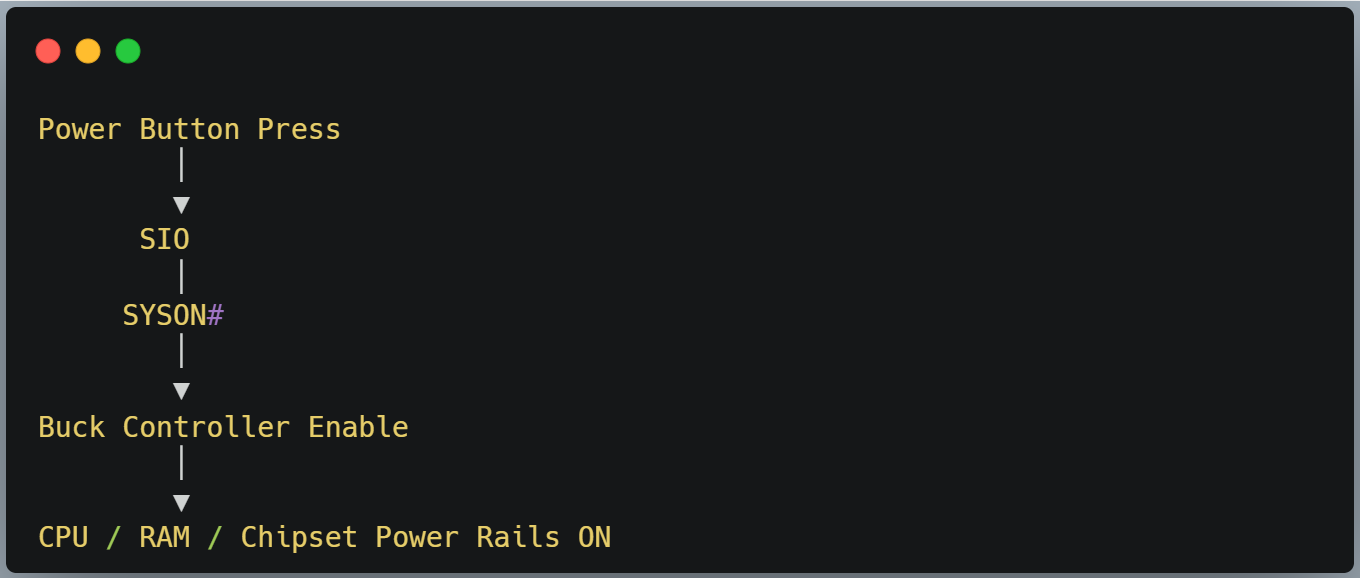 Power Button Press
│
▼
SIO
│
SYSON#
│
▼
Buck Controller Enable
│
▼
CPU / RAM / Chipset Power Rails ON